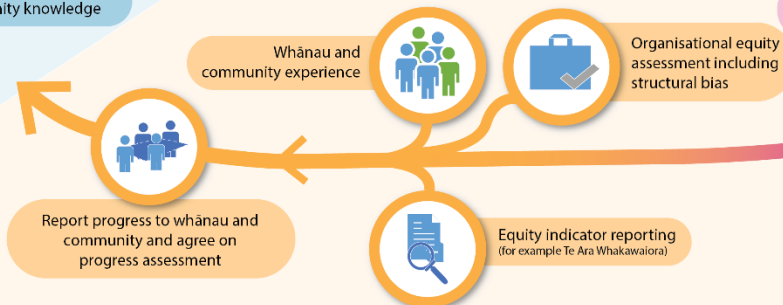 knowledge
Whānau and
community experience
Organisational equity
assessment including
structural bias
Report progress to whānau and
community and agree on
progress assessment
Equity indicator reporting
(for example Te Ara Whakawaiora)